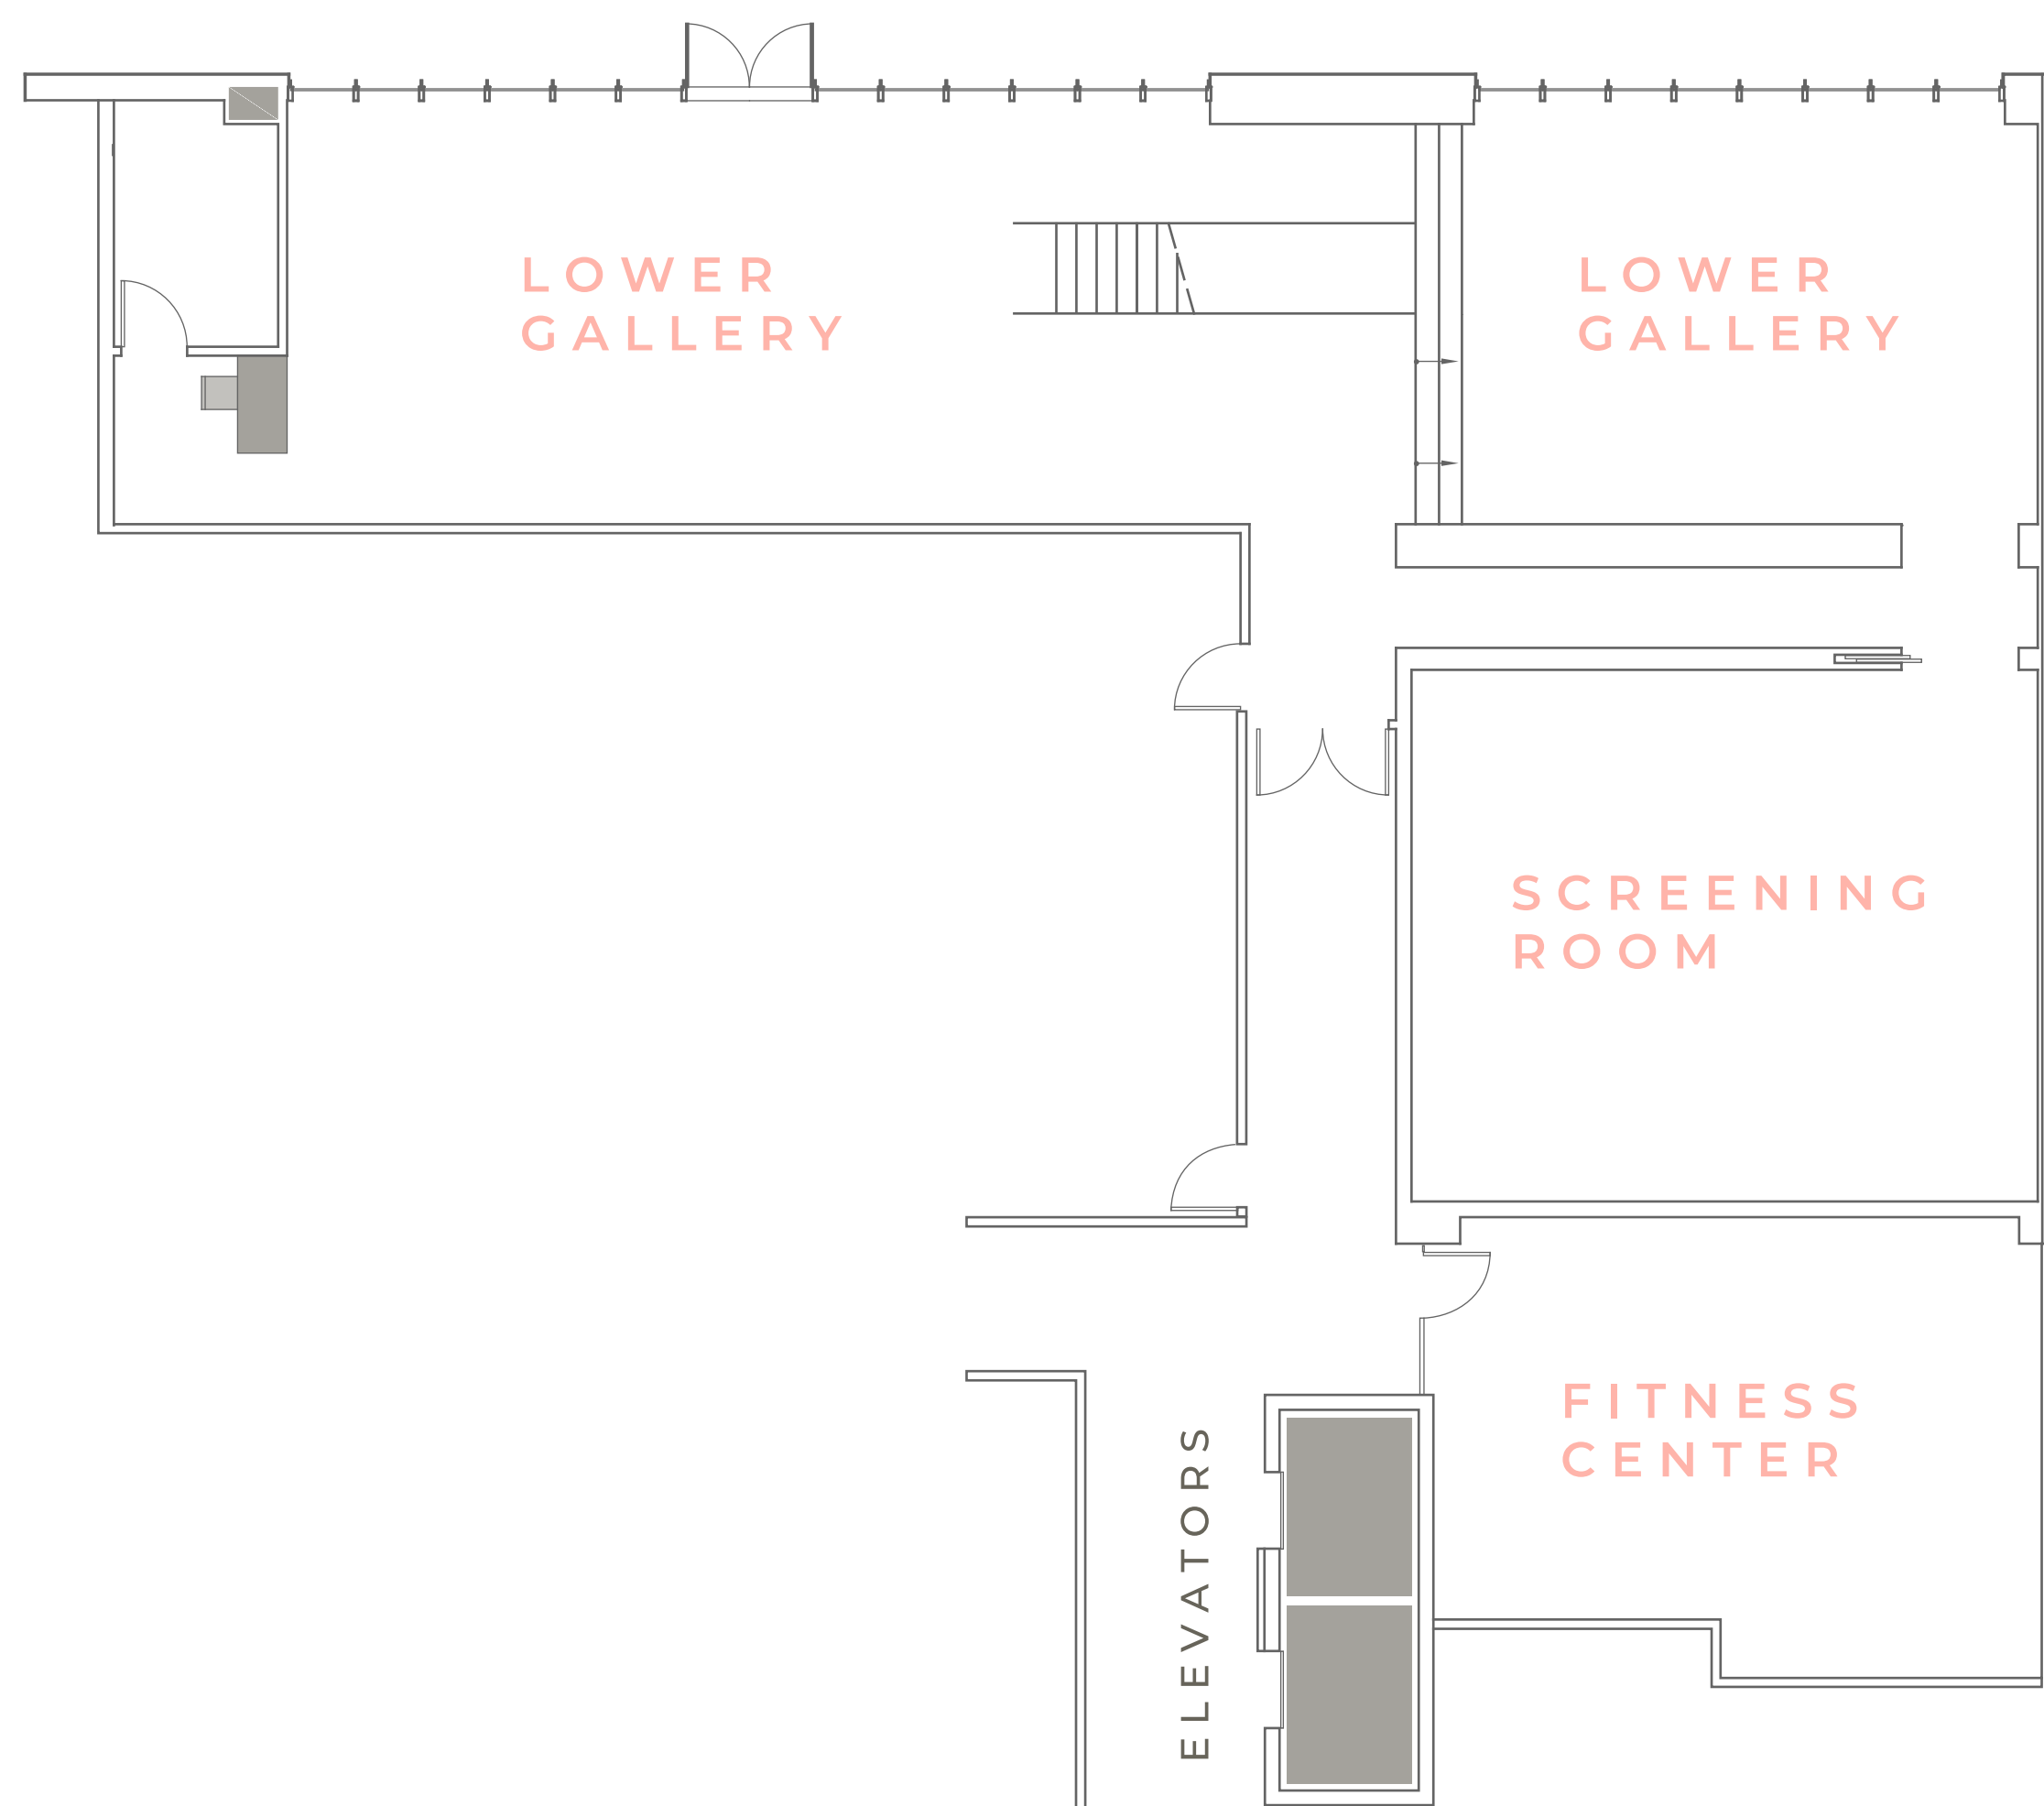 LOWER
GALLERY
LOWER
GALLERY
SCREENING
ROOM
FITNESS
CENTER
ELEVATORS